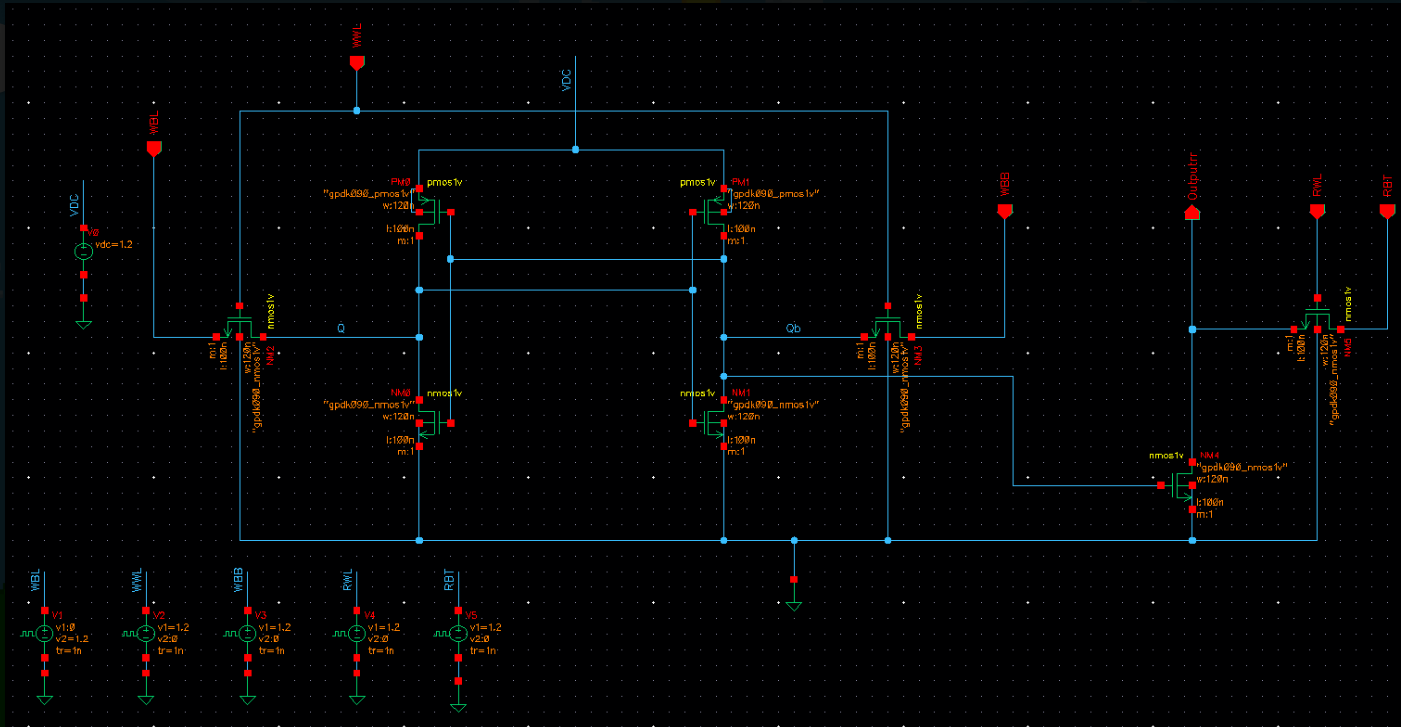 WWL
VDC
WBL
PM0
pmos1v
"gpdk090_pmos1v"
w:120n
l:100n
m:1
pmos1v
PM1
"gpdk090_pmos1v"
w:120n
l:100n
m:1
WBB
Outputrr
RWL
RBT
VDC
V0
vdc=1.2
nmos1v
m:1
l:100n
w:120n
"gpdk090_nmos1v"
NM2
Q
Qb
nmos1v
m:1
l:100n
w:120n
"gpdk090_nmos1v"
NM3
nmos1v
m:1
l:100n
w:120n
"gpdk090_nmos1v"
NM5
NM0
nmos1v
"gpdk090_nmos1v"
w:120n
l:100n
m:1
nmos1v
NM1
"gpdk090_nmos1v"
w:120n
l:100n
m:1
nmos1v
NM4
"gpdk090_nmos1v"
w:120n
l:100n
m:1
WBL
V1
v1:0
v2=1.2
tr=1n
WWL
V2
v1=1.2
v2:0
tr=1n
WBB
V3
v1=1.2
v2:0
tr=1n
RWL
V4
v1=1.2
v2:0
tr=1n
RBT
V5
v1=1.2
v2:0
tr=1n